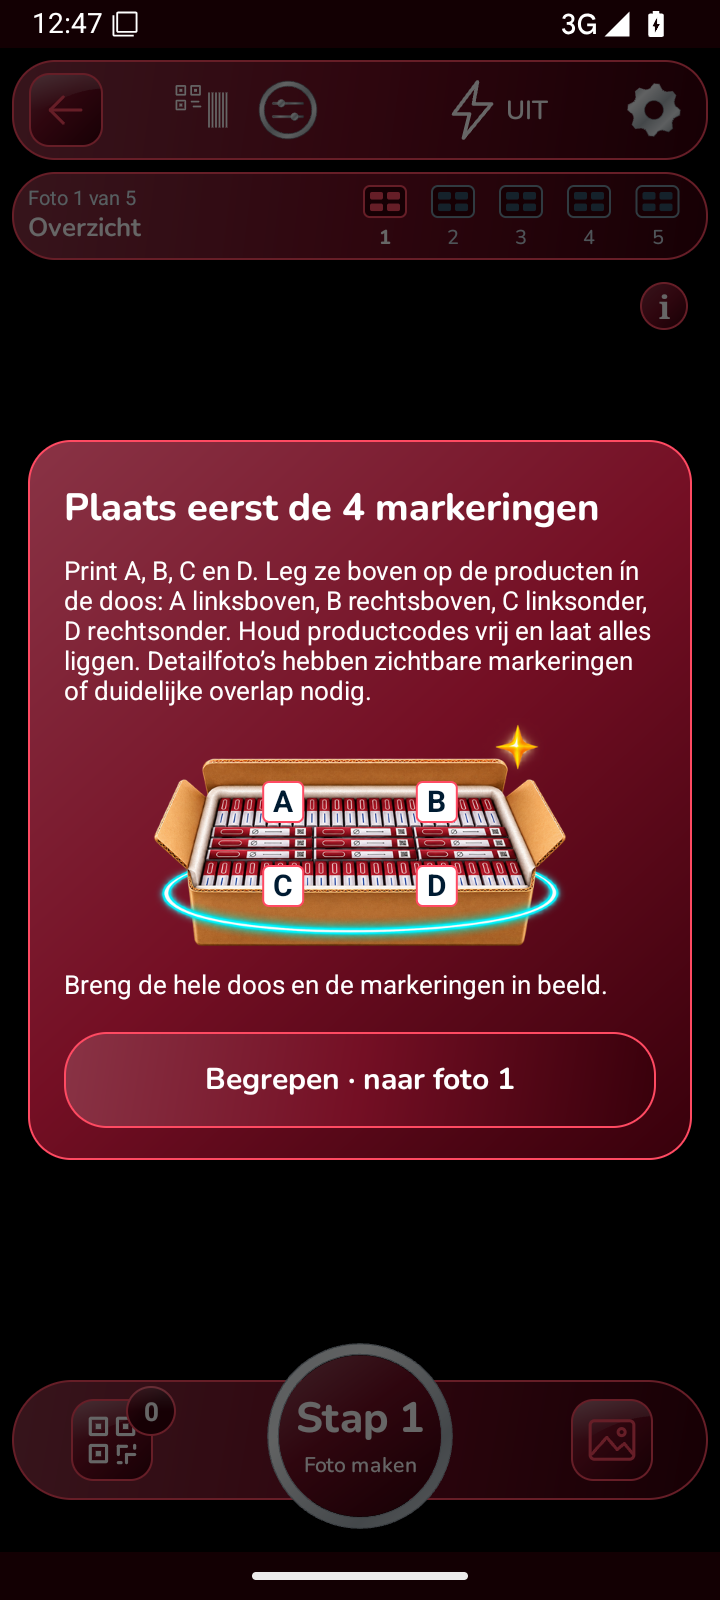 12:47
3G
UIT
Foto 1 van 5
Overzicht
1 2 3 4 5
i
Plaats eerst de 4 markeringen
Print A, B, C en D. Leg ze boven op de producten ín
de doos: A linksboven, B rechtsboven, C linksonder,
D rechtsonder. Houd productcodes vrij en laat alles
liggen. Detailfoto’s hebben zichtbare markeringen
of duidelijke overlap nodig.
A B
C D
Breng de hele doos en de markeringen in beeld.
Begrepen · naar foto 1
0
Stap 1
Foto maken